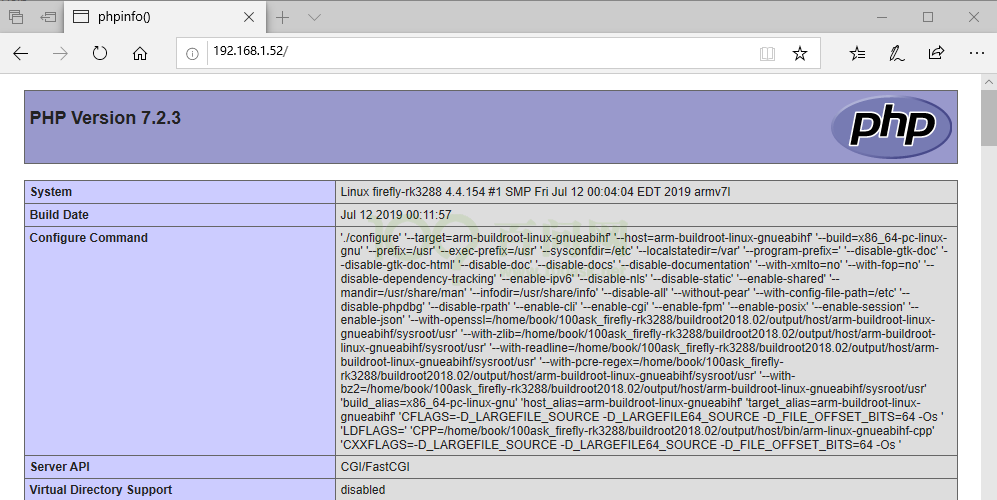 phpinfo()
192.168.1.52/
PHP Version 7.2.3
php
System
Linux firefly-rk3288 4.4.154 #1 SMP Fri Jul 12 00:04:04 EDT 2019 armv7l
Build Date
Jul 12 2019 00:11:57
Configure Command
'./configure' '--target=arm-buildroot-linux-gnueabihf' '--host=arm-buildroot-linux-gnueabihf' '--build=x86_64-pc-linux-
gnu' '--prefix=/usr' '--exec-prefix=/usr' '--sysconfdir=/etc' '--localstatedir=/var' '--program-prefix=' '--disable-gtk-doc' '-
-disable-gtk-doc-html' '--disable-doc' '--disable-docs' '--disable-documentation' '--with-xmlto=no' '--with-fop=no' '--
disable-dependency-tracking' '--enable-ipv6' '--disable-nls' '--disable-static' '--enable-shared' '--
mandir=/usr/share/man' '--infodir=/usr/share/info' '--disable-all' '--without-pear' '--with-config-file-path=/etc' '--
disable-phpdbg' '--disable-rpath' '--enable-cli' '--enable-cgi' '--enable-fpm' '--enable-posix' '--enable-session' '--
enable-json' '--with-openssl=/home/book/100ask_firefly-rk3288/buildroot2018.02/output/host/arm-buildroot-linux-
gnueabihf/sysroot/usr' '--with-zlib=/home/book/100ask_firefly-rk3288/buildroot2018.02/output/host/arm-buildroot-
linux-gnueabihf/sysroot/usr' '--with-readline=/home/book/100ask_firefly-rk3288/buildroot2018.02/output/host/arm-
buildroot-linux-gnueabihf/sysroot/usr' '--with-pcre-regex=/home/book/100ask_firefly-
rk3288/buildroot2018.02/output/host/arm-buildroot-linux-gnueabihf/sysroot/usr' '--with-
bz2=/home/book/100ask_firefly-rk3288/buildroot2018.02/output/host/arm-buildroot-linux-gnueabihf/sysroot/usr'
'build_alias=x86_64-pc-linux-gnu' 'host_alias=arm-buildroot-linux-gnueabihf' 'target_alias=arm-buildroot-linux-
gnueabihf' 'CFLAGS=-D_LARGEFILE_SOURCE -D_LARGEFILE64_SOURCE -D_FILE_OFFSET_BITS=64 -Os '
'LDFLAGS=' 'CPP=/home/book/100ask_firefly-rk3288/buildroot2018.02/output/host/bin/arm-linux-gnueabihf-cpp'
'CXXFLAGS=-D_LARGEFILE_SOURCE -D_LARGEFILE64_SOURCE -D_FILE_OFFSET_BITS=64 -Os '
Server API
CGI/FastCGI
Virtual Directory Support
disabled